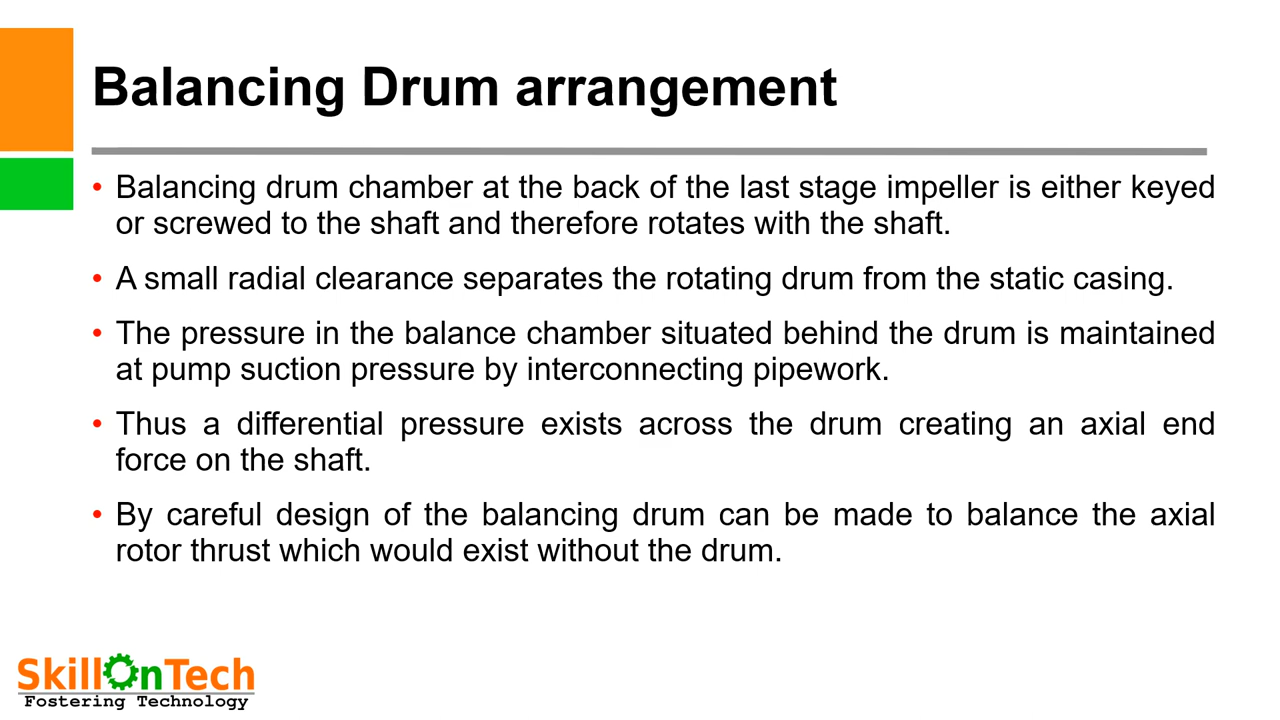 Balancing Drum arrangement
• Balancing drum chamber at the back of the last stage impeller is either keyed
or screwed to the shaft and therefore rotates with the shaft.
• A small radial clearance separates the rotating drum from the static casing.
• The pressure in the balance chamber situated behind the drum is maintained
at pump suction pressure by interconnecting pipework.
• Thus a differential pressure exists across the drum creating an axial end
force on the shaft.
• By careful design of the balancing drum can be made to balance the axial
rotor thrust which would exist without the drum.
SkillOnTech
Fostering Technology